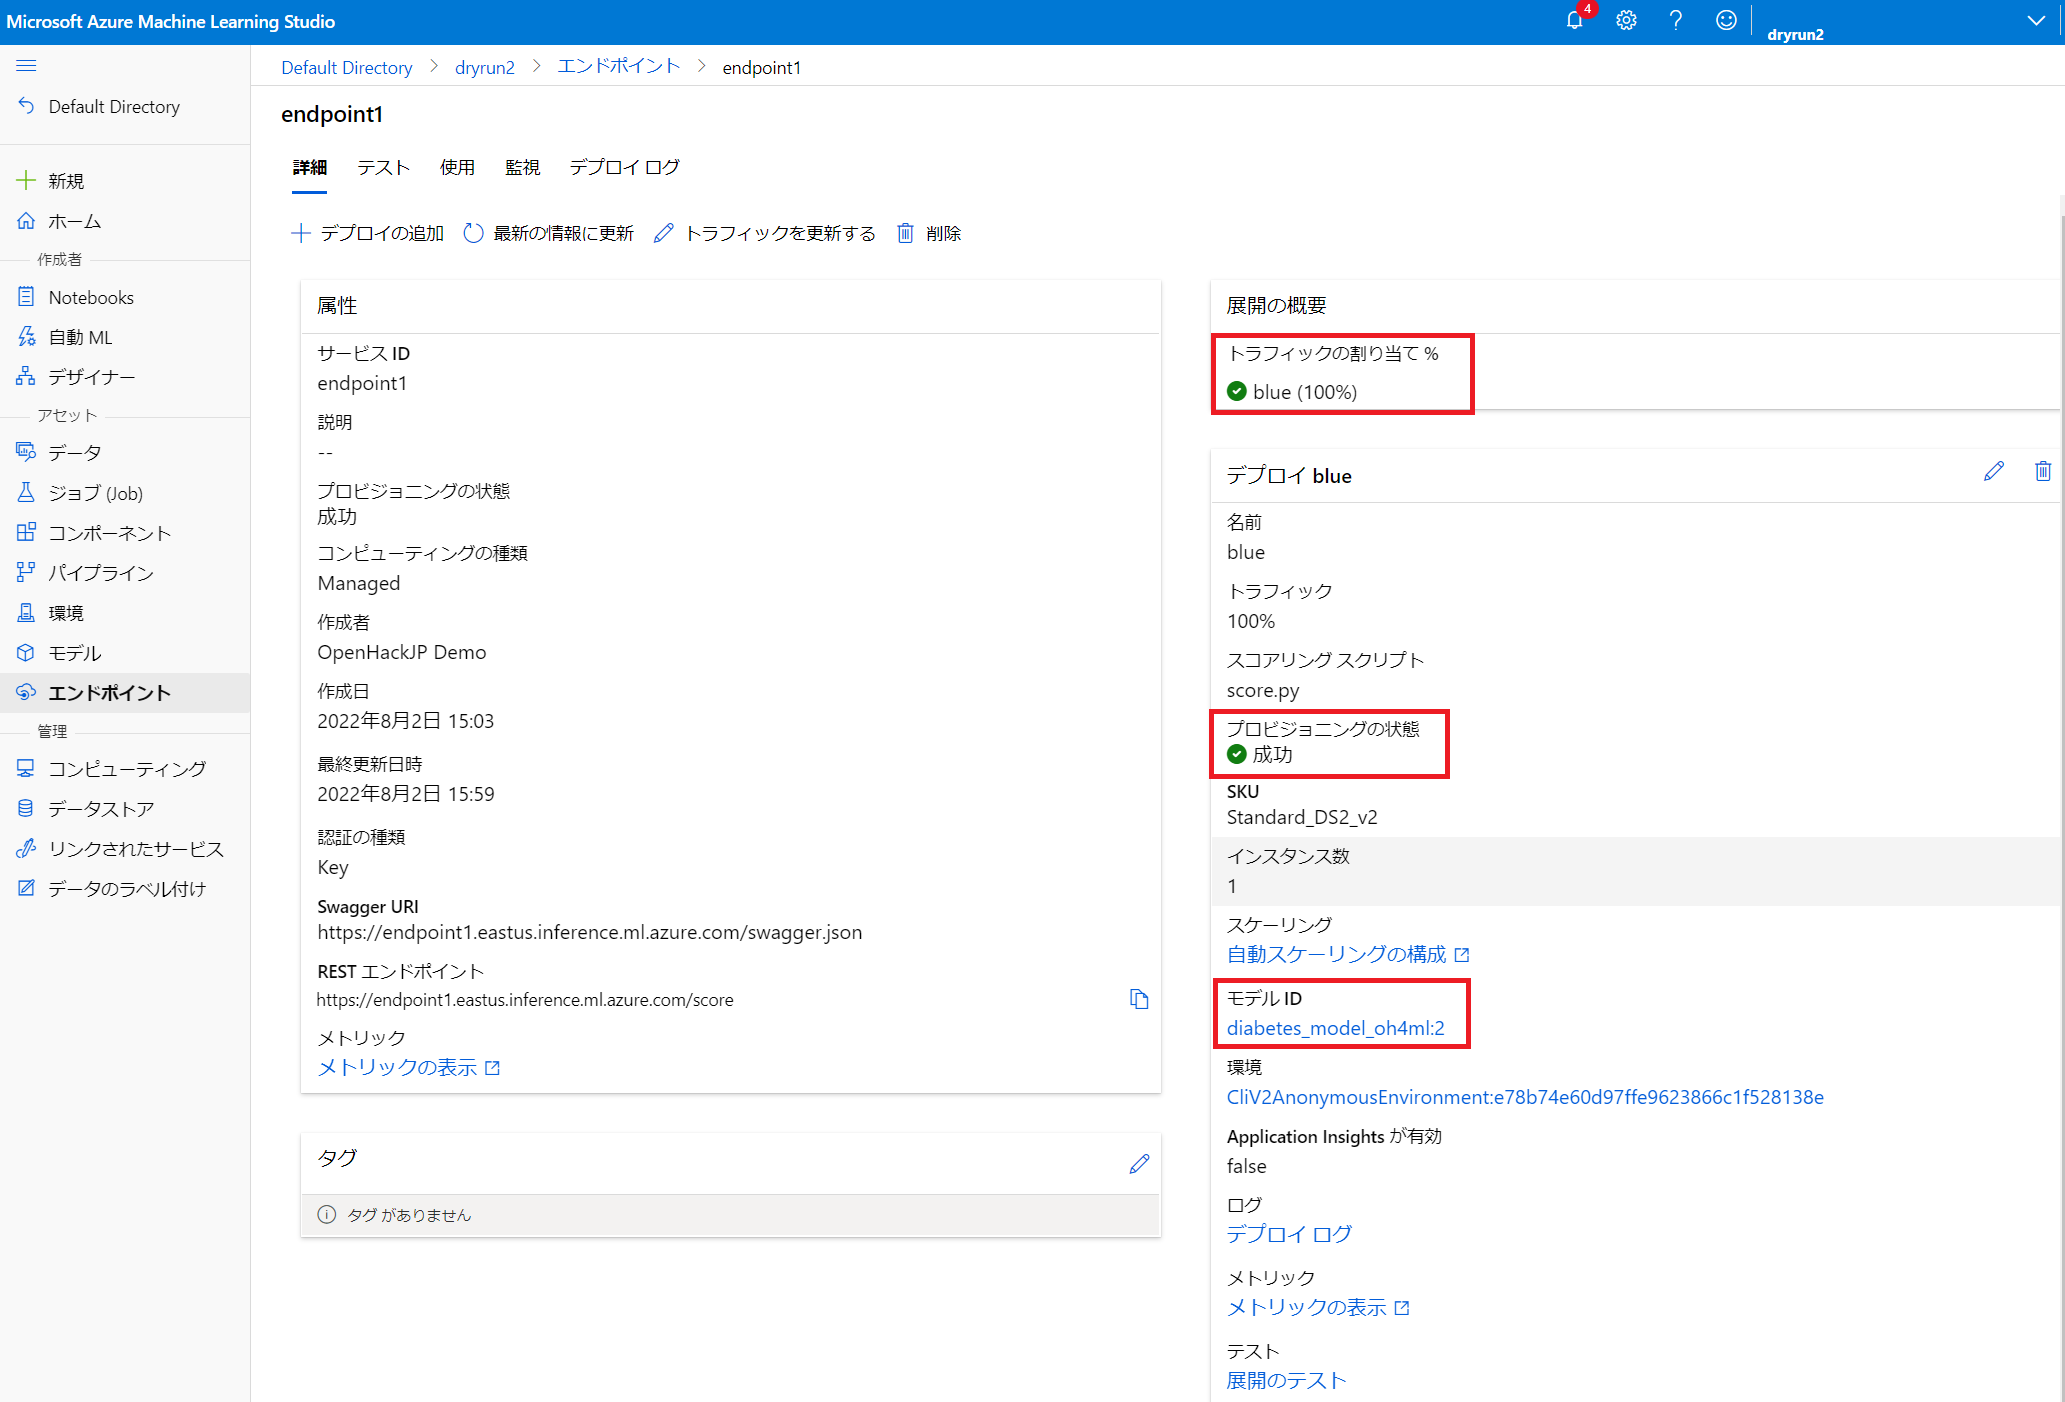 Microsoft Azure Machine Learning Studio
4
dryrun2
Default Directory
新規
ホーム
作成者
Notebooks
自動 ML
デザイナー
アセット
データ
ジョブ (Job)
コンポーネント
パイプライン
環境
モデル
エンドポイント
管理
コンピューティング
データストア
リンクされたサービス
データのラベル付け
Default Directory > dryrun2 > エンドポイント > endpoint1
endpoint1
詳細 テスト 使用 監視 デプロイ ログ
デプロイの追加 最新の情報に更新 トラフィックを更新する 削除
属性
サービス ID
endpoint1
説明
--
プロビジョニングの状態
成功
コンピューティングの種類
Managed
作成者
OpenHackJP Demo
作成日
2022年8月2日 15:03
最終更新日時
2022年8月2日 15:59
認証の種類
Key
Swagger URI
https://endpoint1.eastus.inference.ml.azure.com/swagger.json
REST エンドポイント
https://endpoint1.eastus.inference.ml.azure.com/score
メトリック
メトリックの表示
タグ
タグ がありません
展開の概要
トラフィックの割り当て %
blue (100%)
デプロイ blue
名前
blue
トラフィック
100%
スコアリング スクリプト
score.py
プロビジョニングの状態
成功
SKU
Standard_DS2_v2
インスタンス数
1
スケーリング
自動スケーリングの構成
モデル ID
diabetes_model_oh4ml:2
環境
CliV2AnonymousEnvironment:e78b74e60d97ffe9623866c1f528138e
Application Insights が有効
false
ログ
デプロイ ログ
メトリック
メトリックの表示
テスト
展開のテスト